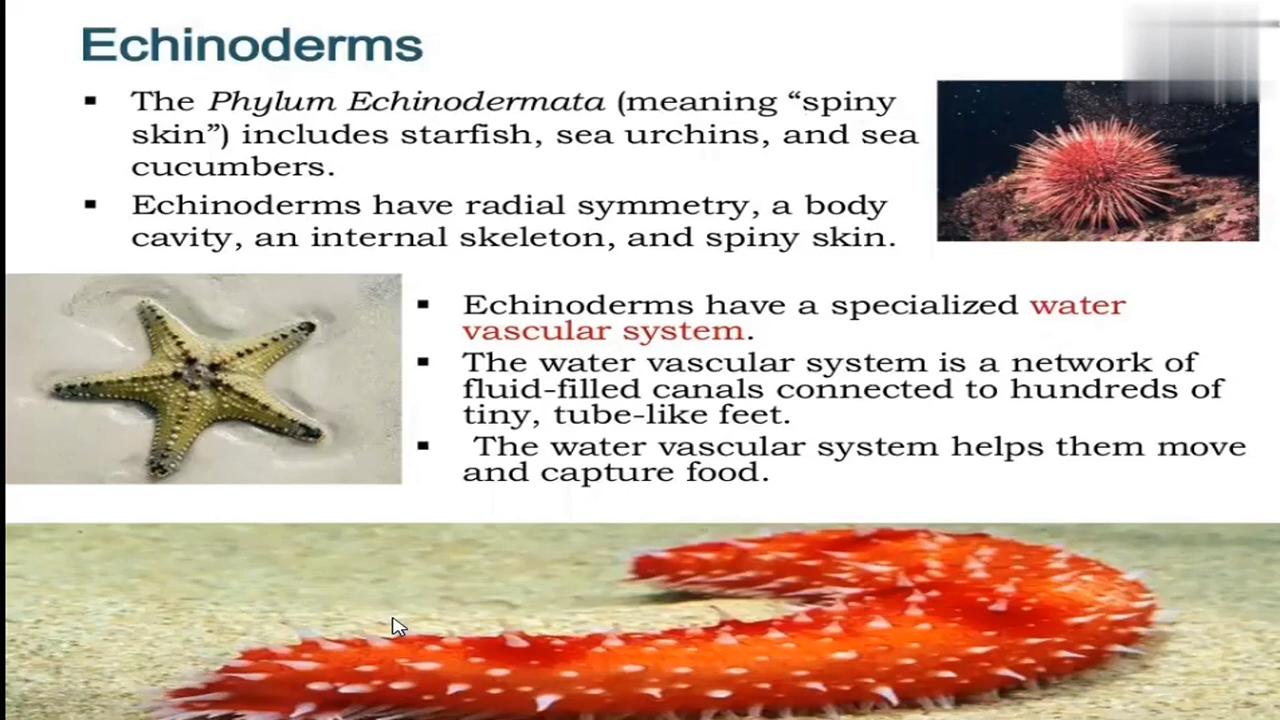 Echinoderms
▪ The Phylum Echinodermata (meaning “spiny
skin”) includes starfish, sea urchins, and sea
cucumbers.
▪ Echinoderms have radial symmetry, a body
cavity, an internal skeleton, and spiny skin.
▪ Echinoderms have a specialized water
vascular system.
▪ The water vascular system is a network of
fluid-filled canals connected to hundreds of
tiny, tube-like feet.
▪ The water vascular system helps them move
and capture food.